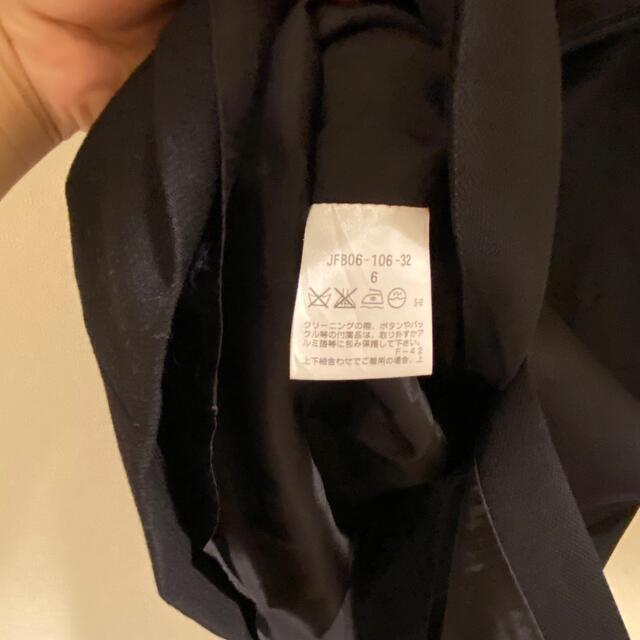 JFB06-106-32
6
クリーニングの際、ボタンやバッ
クル等の付属品は、取り外すかア
ルミ箔等に包み保護して下さい。
F-42
上下組合わせでご着用の場合、2